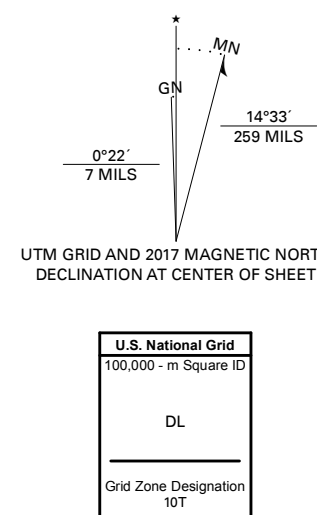 ★
MN
GN
14°33´
259 MILS
0°22´
7 MILS
UTM GRID AND 2017 MAGNETIC NORT
DECLINATION AT CENTER OF SHEET
U.S. National Grid
100,000 - m Square ID
DL
Grid Zone Designation
10T